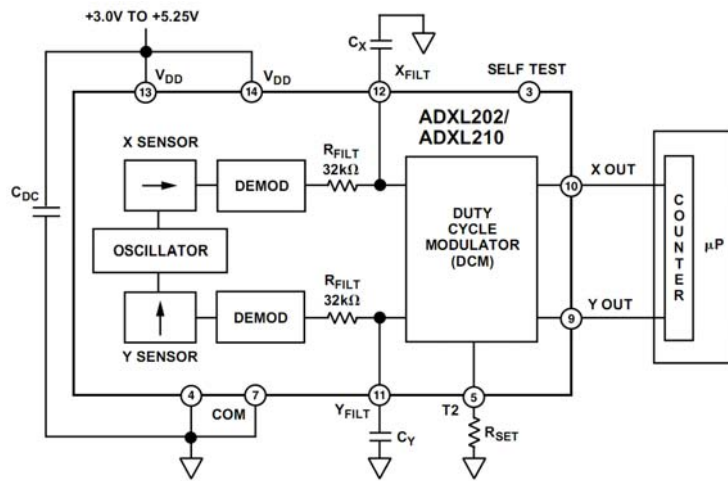 +3.0V TO +5.25V
CX
XFILT
SELF TEST
VDD
VDD
13
14
12
3
ADXL202/
ADXL210
X SENSOR
DEMOD
RFILT
32kΩ
CDC
OSCILLATOR
DUTY
CYCLE
MODULATOR
(DCM)
10
X OUT
COUNTER
µP
RFILT
32kΩ
DEMOD
Y SENSOR
9
Y OUT
4
7
COM
11
YFILT
CY
T2
5
RSET